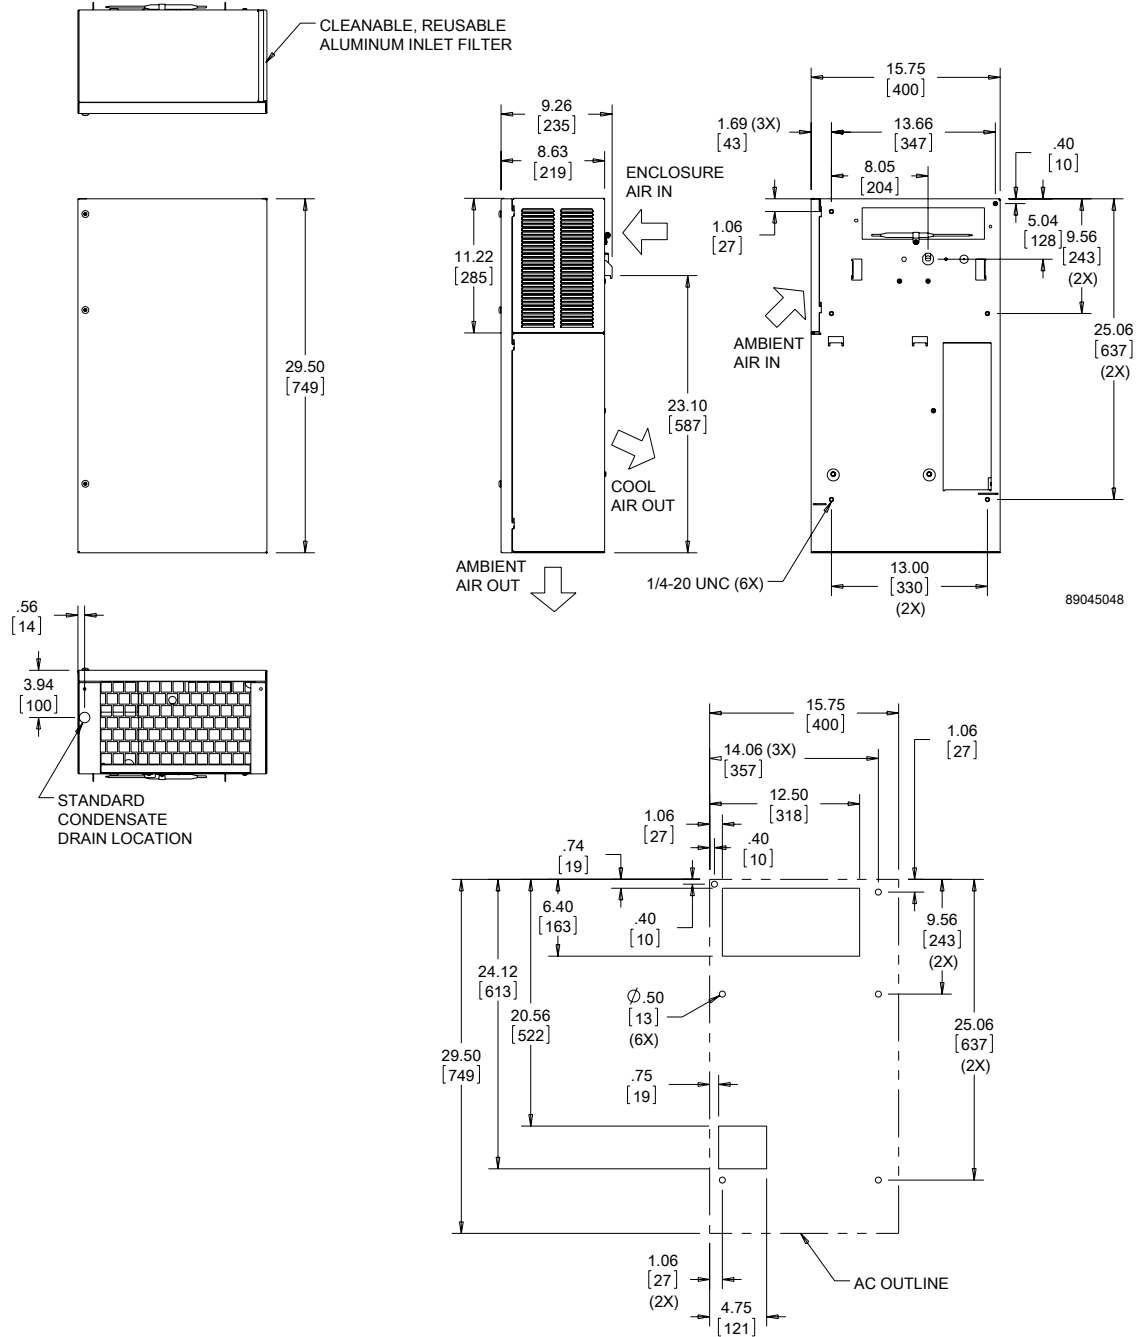 CLEANABLE, REUSABLE
ALUMINUM INLET FILTER
15.75
[400]
9.26
[235]
1.69 (3X)
[43]
13.66
[347]
.40
[10]
8.63
[219]
8.05
[204]
ENCLOSURE
AIR IN
1.06
[27]
5.04
[128]
9.56
[243]
(2X)
11.22
[285]
AMBIENT
AIR IN
25.06
[637]
(2X)
29.50
[749]
23.10
[587]
COOL
AIR OUT
AMBIENT
AIR OUT
1/4-20 UNC (6X)
13.00
[330]
(2X)
89045048
.56
[14]
3.94
[100]
STANDARD
CONDENSATE
DRAIN LOCATION
15.75
[400]
14.06 (3X)
[357]
1.06
[27]
12.50
[318]
1.06
[27]
.40
[10]
.74
[19]
6.40
[163]
.40
[10]
9.56
[243]
(2X)
24.12
[613]
Ø.50
[13]
(6X)
20.56
[522]
25.06
[637]
(2X)
29.50
[749]
.75
[19]
1.06
[27]
(2X)
AC OUTLINE
4.75
[121]